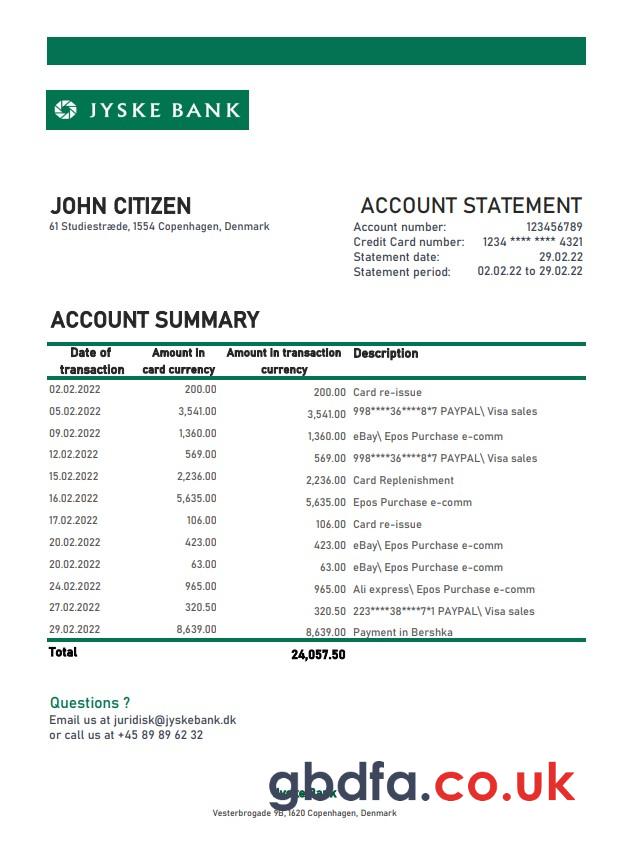 JYSKE BANK
JOHN CITIZEN
61 Studiestræde, 1554 Copenhagen, Denmark
ACCOUNT STATEMENT
Account number: 123456789
Credit Card number: 1234 **** **** 4321
Statement date: 29.02.22
Statement period: 02.02.22 to 29.02.22
ACCOUNT SUMMARY
Date of transaction Amount in card currency Amount in transaction currency Description
02.02.2022 200.00 200.00 Card re-issue
05.02.2022 3,541.00 3,541.00 998****36****8*7 PAYPAL\ Visa sales
09.02.2022 1,360.00 1,360.00 eBay\ Epos Purchase e-comm
12.02.2022 569.00 569.00 998****36****8*7 PAYPAL\ Visa sales
15.02.2022 2,236.00 2,236.00 Card Replenishment
16.02.2022 5,635.00 5,635.00 Epos Purchase e-comm
17.02.2022 106.00 106.00 Card re-issue
20.02.2022 423.00 423.00 eBay\ Epos Purchase e-comm
20.02.2022 63.00 63.00 eBay\ Epos Purchase e-comm
24.02.2022 965.00 965.00 Ali express\ Epos Purchase e-comm
27.02.2022 320.50 320.50 223****38****7*1 PAYPAL\ Visa sales
29.02.2022 8,639.00 8,639.00 Payment in Bershka
Total 24,057.50
Questions ?
Email us at juridisk@jyskebank.dk
or call us at +45 89 89 62 32
Jyske Bank
gbdfa.co.uk
Vesterbrogade 9B, 1620 Copenhagen, Denmark